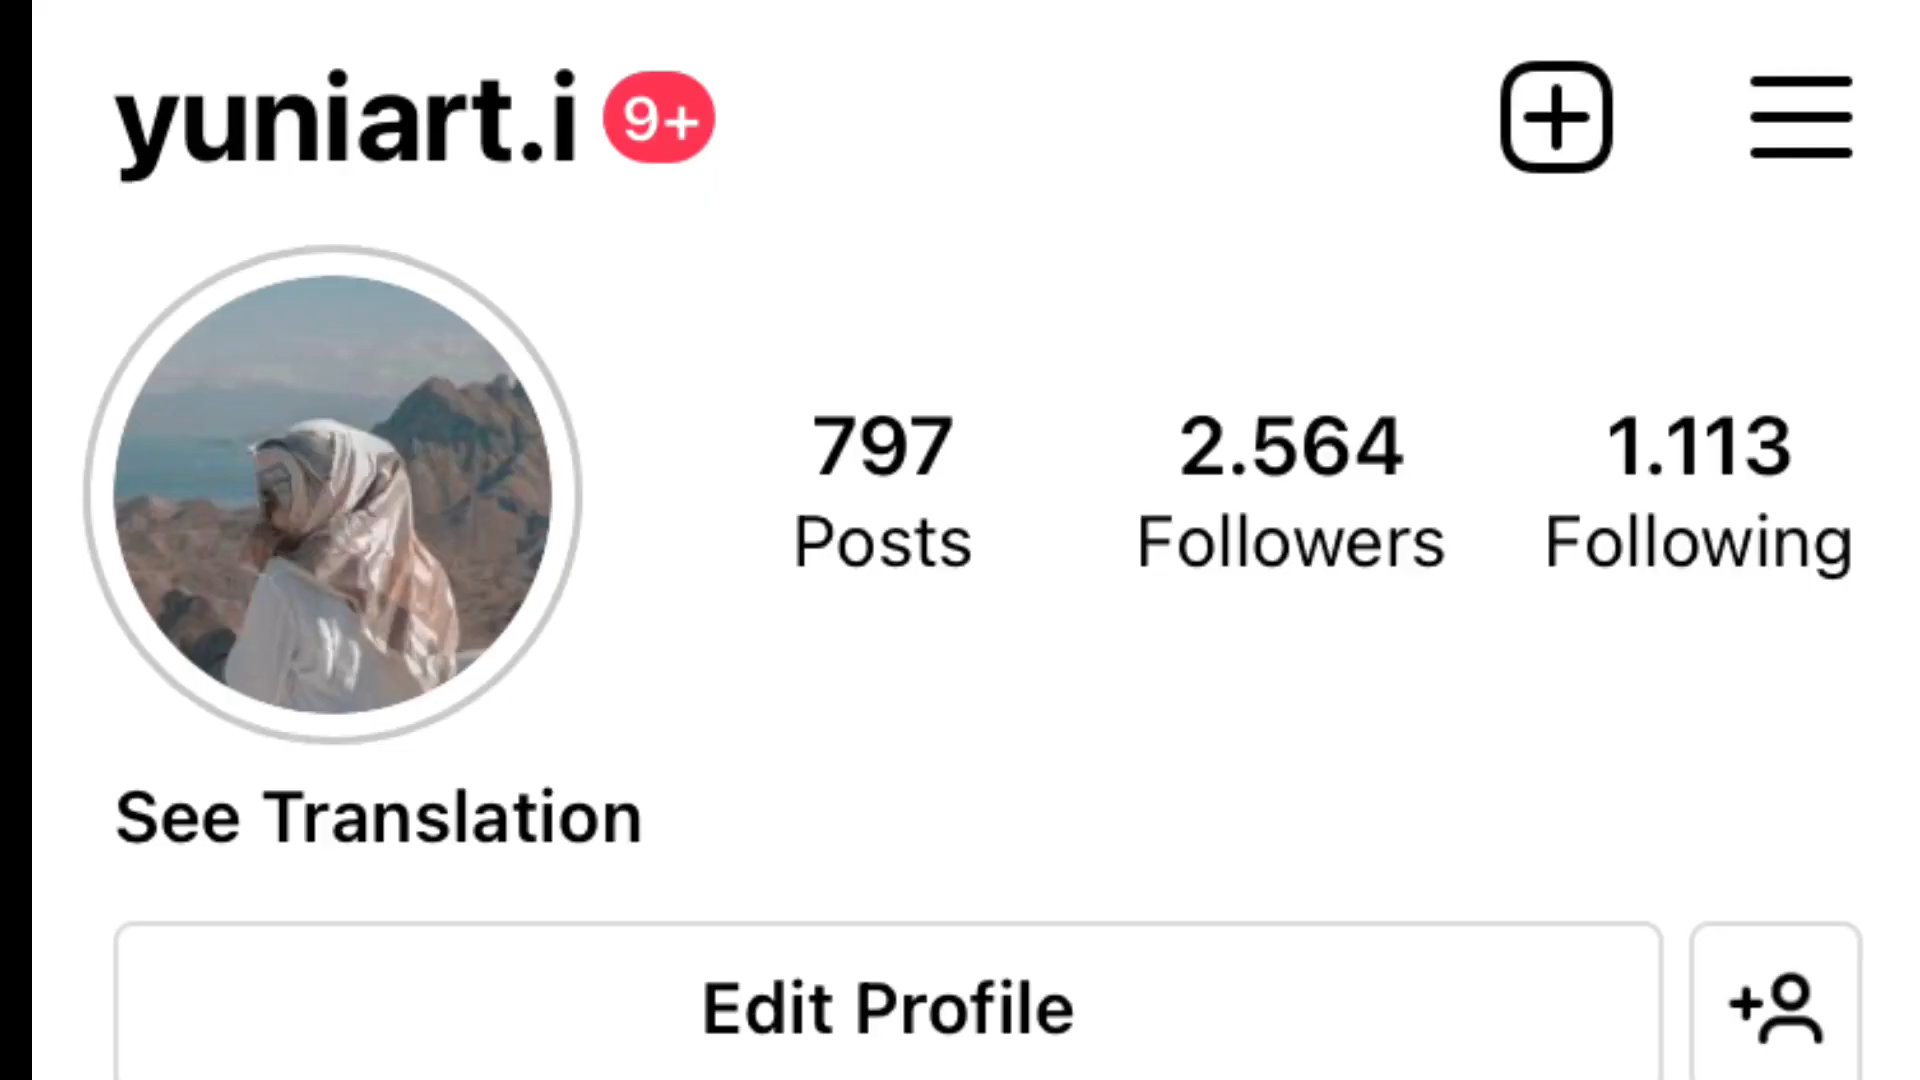 yuniart.i 9+
797 2.564 1.113
Posts Followers Following
See Translation
Edit Profile